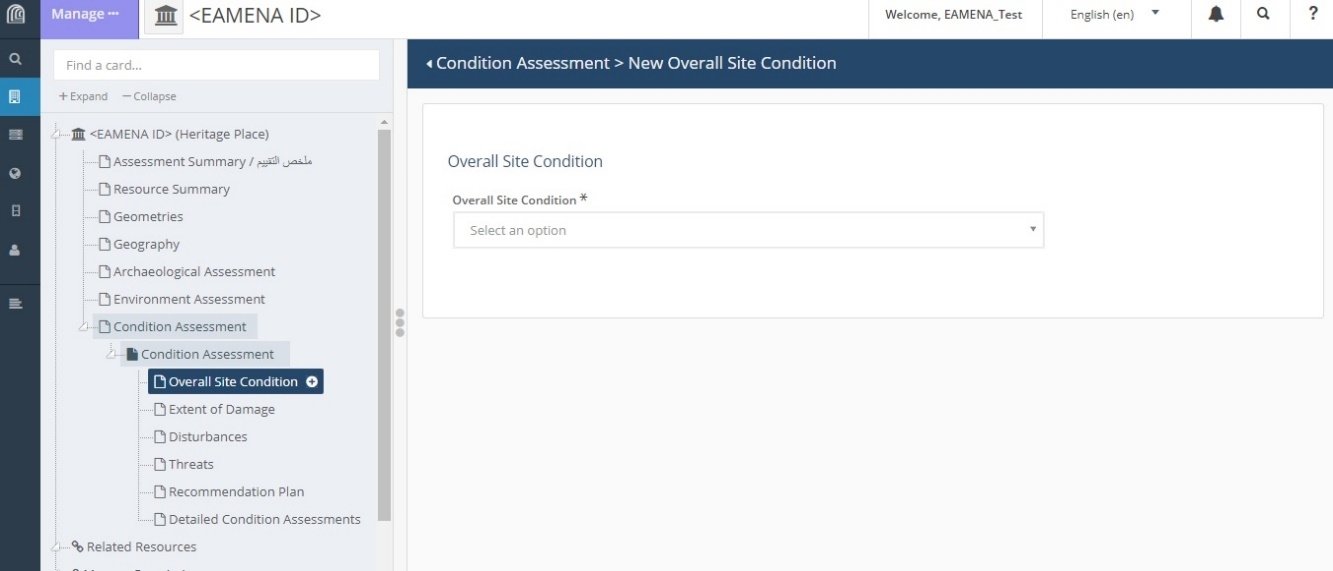 Manage ···
<EAMENA ID>
Welcome, EAMENA_Test
English (en)
?
Find a card...
+ Expand — Collapse
<EAMENA ID> (Heritage Place)
Assessment Summary / ملخص التقييم
Resource Summary
Geometries
Geography
Archaeological Assessment
Environment Assessment
Condition Assessment
Condition Assessment
Overall Site Condition
Extent of Damage
Disturbances
Threats
Recommendation Plan
Detailed Condition Assessments
Related Resources
Condition Assessment > New Overall Site Condition
Overall Site Condition
Overall Site Condition *
Select an option